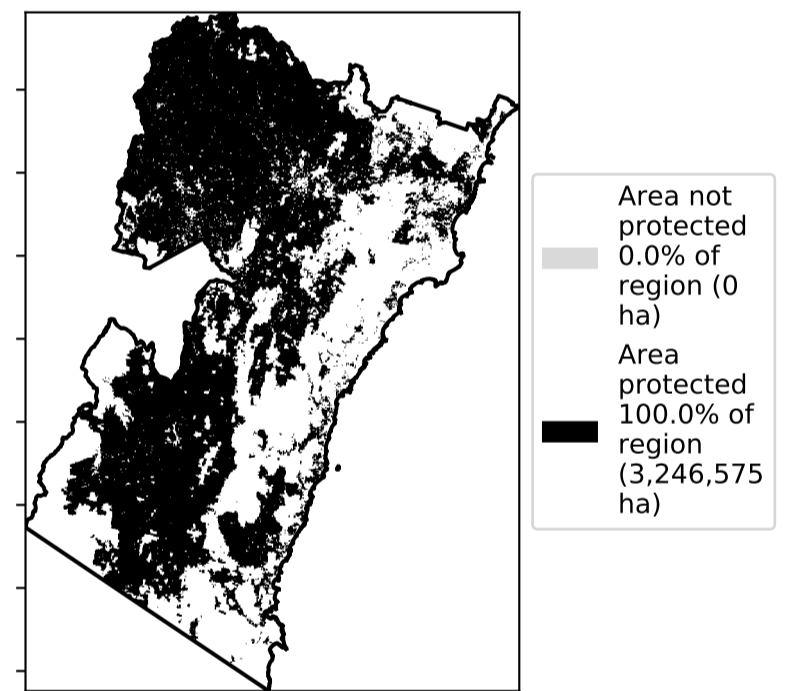 Area not
protected
0.0% of
region (0
ha)
Area
protected
100.0% of
region
(3,246,575
ha)